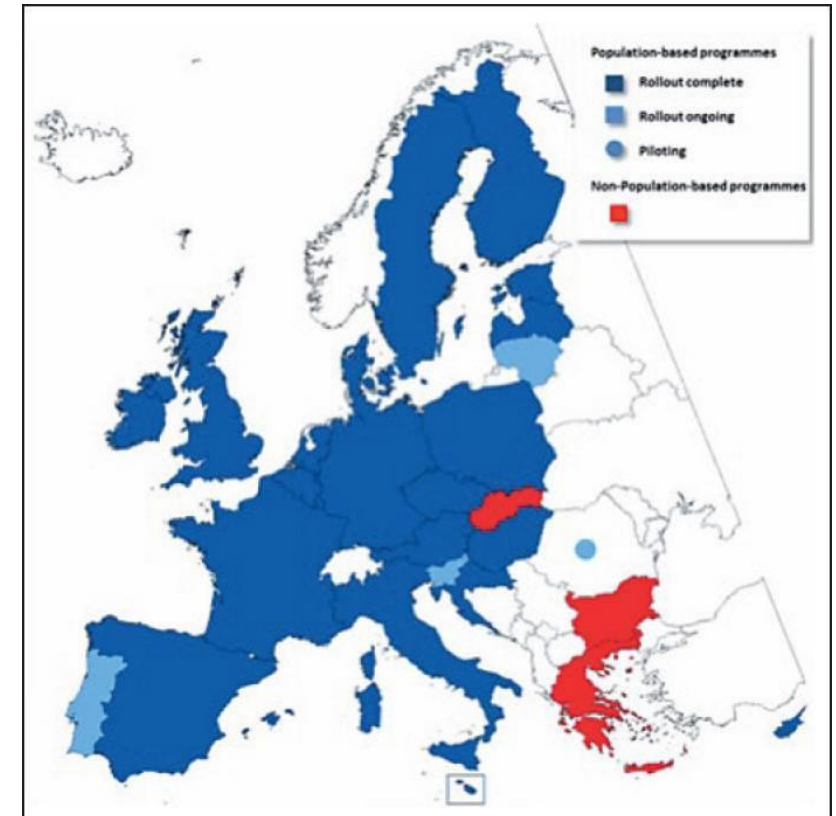 Population-based programmes
Rollout complete
Rollout ongoing
Piloting
Non-Population-based programmes